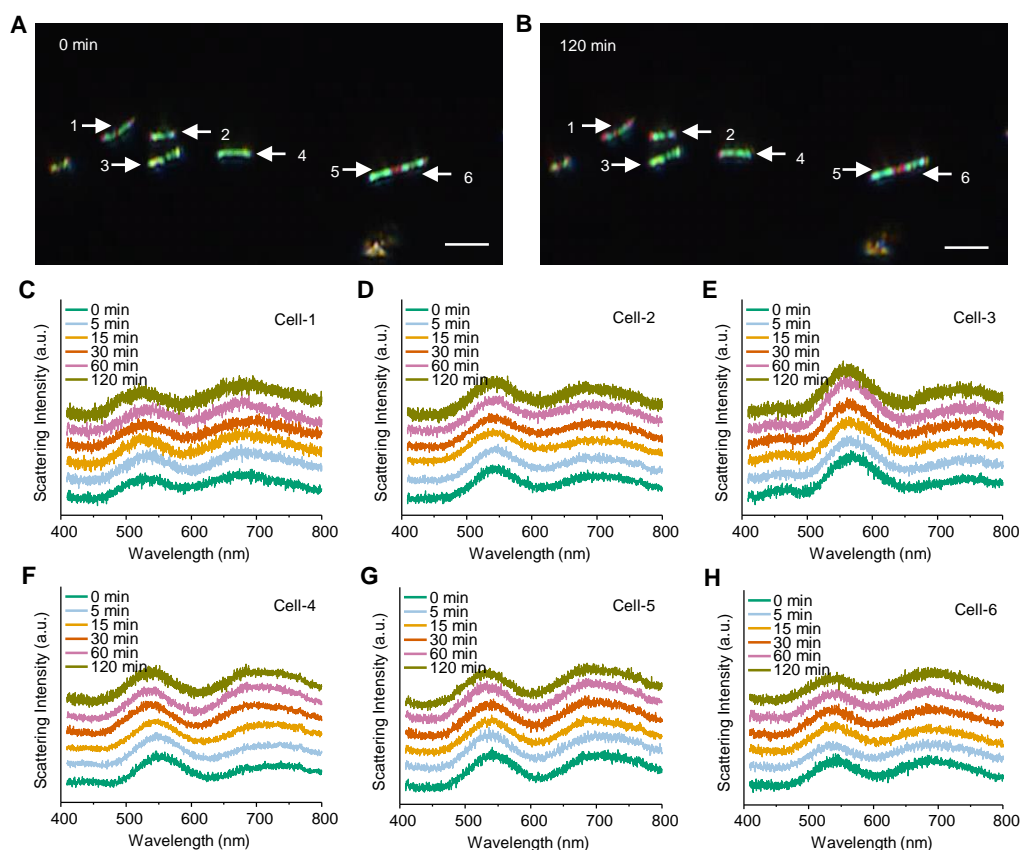 A
0 min
1
2
3
4
5
6
B
120 min
1
2
3
4
5
6
C
Scattering Intensity (a.u.)
0 min
5 min
15 min
30 min
60 min
120 min
Cell-1
400 500 600 700 800
Wavelength (nm)
D
Scattering Intensity (a.u.)
0 min
5 min
15 min
30 min
60 min
120 min
Cell-2
400 500 600 700 800
Wavelength (nm)
E
Scattering Intensity (a.u.)
0 min
5 min
15 min
30 min
60 min
120 min
Cell-3
400 500 600 700 800
Wavelength (nm)
F
Scattering Intensity (a.u.)
0 min
5 min
15 min
30 min
60 min
120 min
Cell-4
400 500 600 700 800
Wavelength (nm)
G
Scattering Intensity (a.u.)
0 min
5 min
15 min
30 min
60 min
120 min
Cell-5
400 500 600 700 800
Wavelength (nm)
H
Scattering Intensity (a.u.)
0 min
5 min
15 min
30 min
60 min
120 min
Cell-6
400 500 600 700 800
Wavelength (nm)